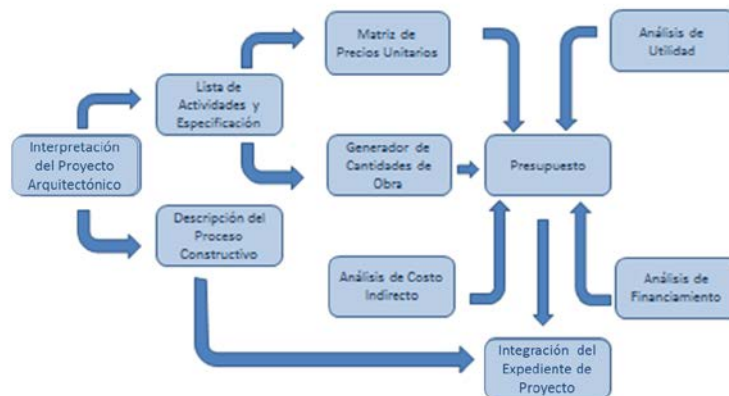 Matriz de
Precios Unitarios
Análisis de
Utilidad
Lista de
Actividades y
Especificación
Interpretación
del Proyecto
Arquitectónico
Generador de
Cantidades de
Obra
Presupuesto
Descripción del
Proceso
Constructivo
Análisis de Costo
Indirecto
Análisis de
Financiamiento
Integración del
Expediente de
Proyecto